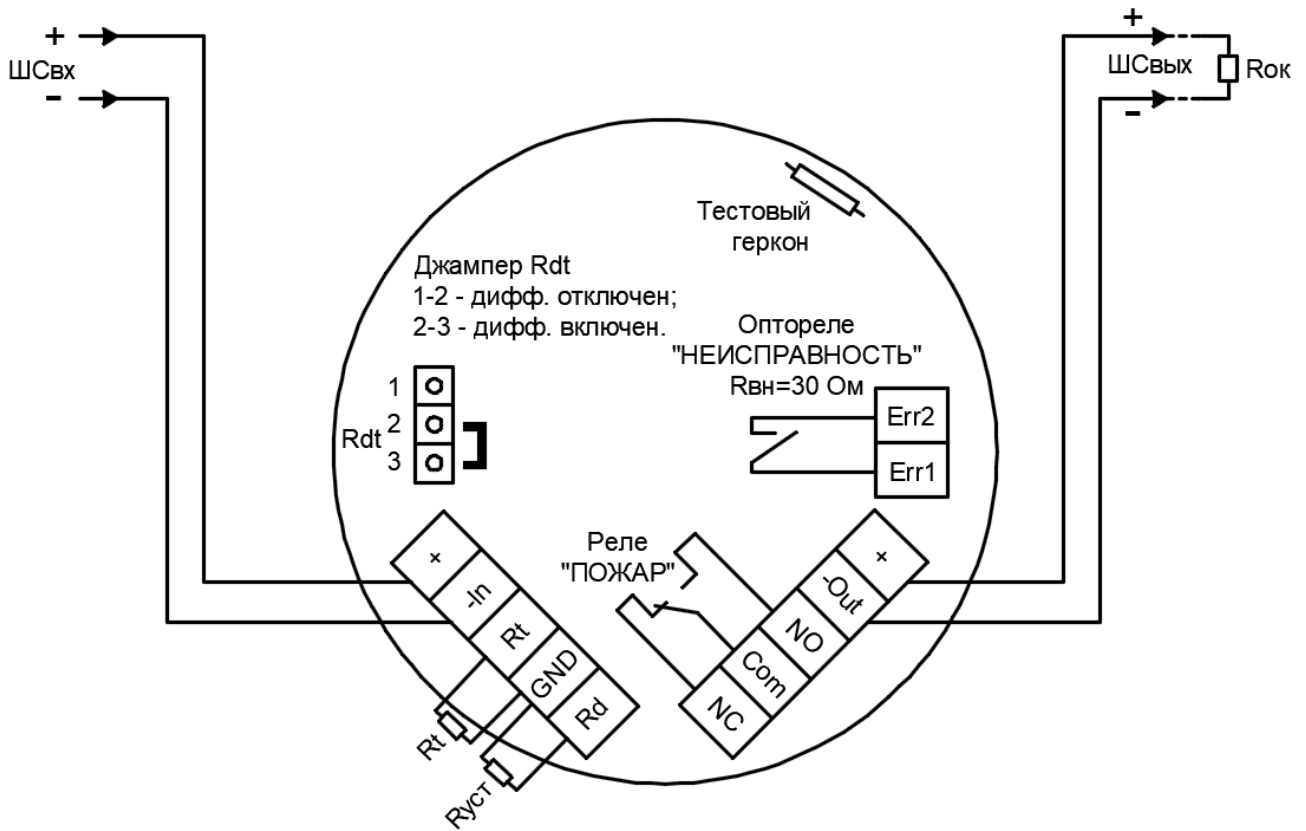 +
ШСвх
-
+
ШСвых
-
Rок
Тестовый
геркон
Джампер Rdt
1-2 - дифф. отключен;
2-3 - дифф. включен.
Оптореле
"НЕИСПРАВНОСТЬ"
Rвн=30 Ом
1
2
3
Rdt
Err2
Err1
Реле
"ПОЖАР"
+
-In
Rt
GND
Rd
+
-Out
NO
Com
NC
Rt
Rуст